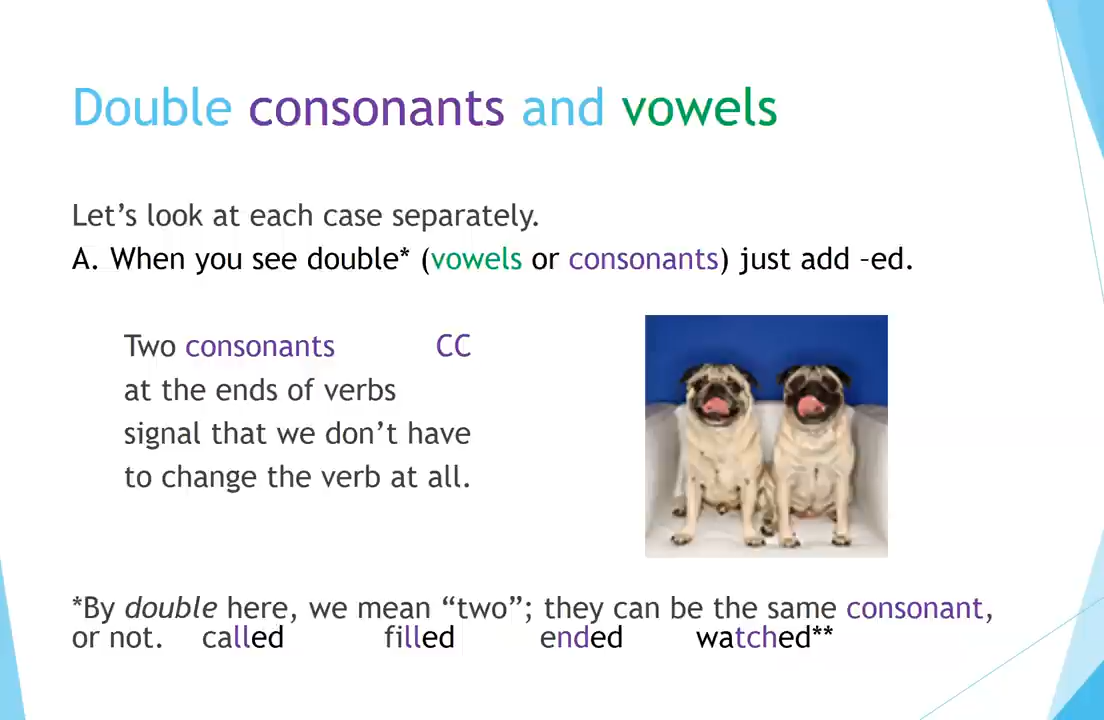 Double consonants and vowels
Let’s look at each case separately.
A. When you see double* (vowels or consonants) just add –ed.
Two consonants CC
at the ends of verbs
signal that we don’t have
to change the verb at all.
*By double here, we mean “two”; they can be the same consonant,
or not. called filled ended watched**